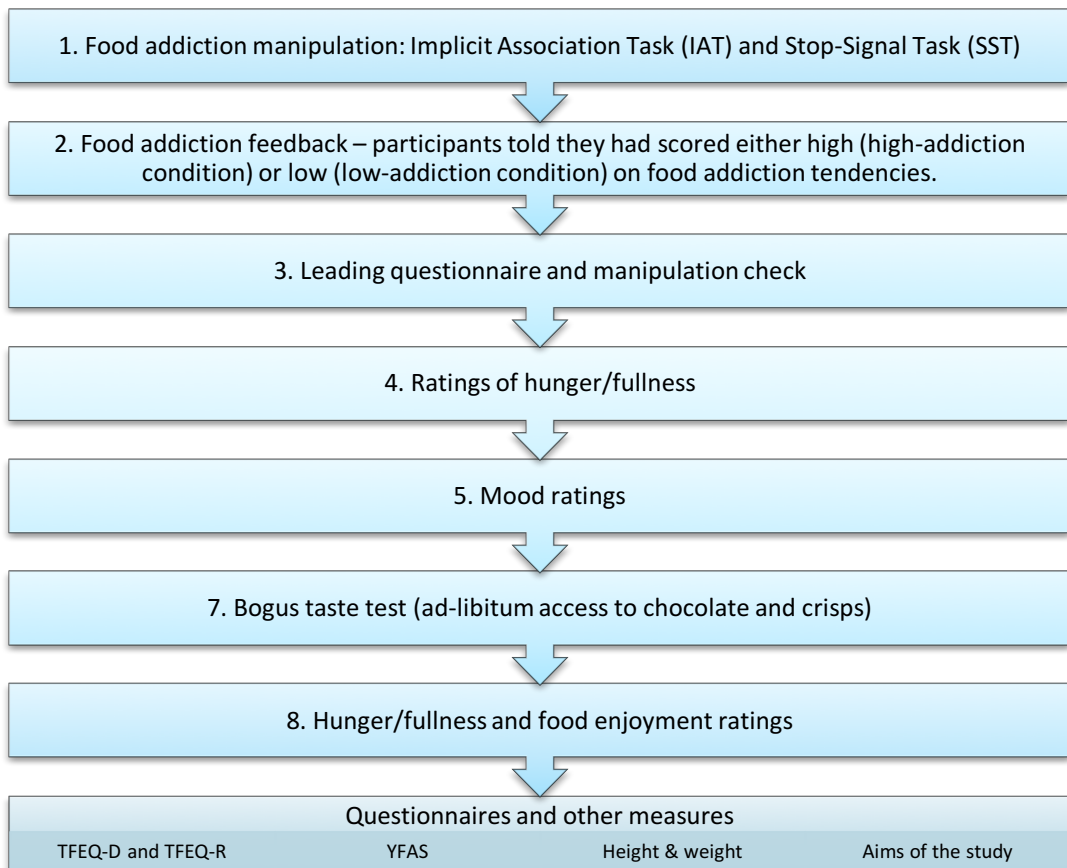 1. Food addiction manipulation: Implicit Association Task (IAT) and Stop-Signal Task (SST)
2. Food addiction feedback – participants told they had scored either high (high-addiction
condition) or low (low-addiction condition) on food addiction tendencies.
3. Leading questionnaire and manipulation check
4. Ratings of hunger/fullness
5. Mood ratings
7. Bogus taste test (ad-libitum access to chocolate and crisps)
8. Hunger/fullness and food enjoyment ratings
Questionnaires and other measures
TFEQ-D and TFEQ-R YFAS Height & weight Aims of the study